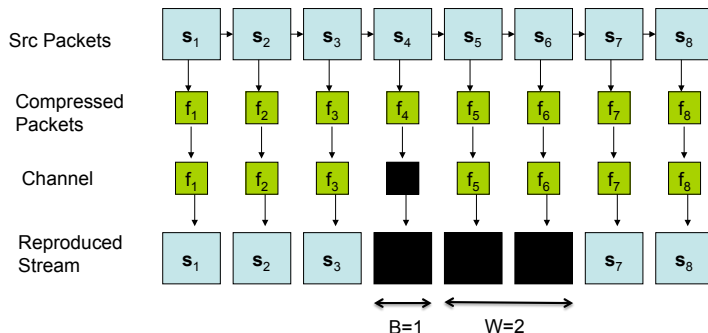 Src Packets s1 s2 s3 s4 s5 s6 s7 s8
Compressed
Packets
f1 f2 f3 f4 f5 f6 f7 f8
Channel f1 f2 f3 f5 f6 f7 f8
Reproduced
Stream
s1 s2 s3 s7 s8
B=1 W=2